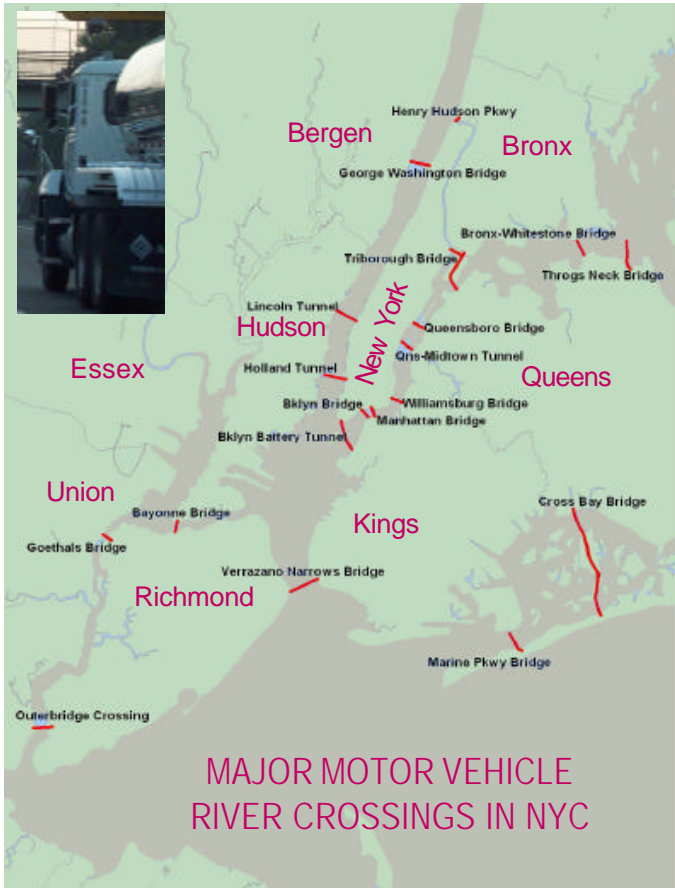 Henry Hudson Pkwy
Bergen
Bronx
George Washington Bridge
Bronx-Whitestone Bridge
Triborough Bridge
Throgs Neck Bridge
Lincoln Tunnel
Hudson
New York
Queensboro Bridge
Qns-Midtown Tunnel
Essex
Holland Tunnel
Queens
Bklyn Bridge
Williamsburg Bridge
Manhattan Bridge
Bklyn Battery Tunnel
Union
Bayonne Bridge
Cross Bay Bridge
Kings
Goethals Bridge
Verrazano Narrows Bridge
Richmond
Marine Pkwy Bridge
Outerbridge Crossing
MAJOR MOTOR VEHICLE
RIVER CROSSINGS IN NYC